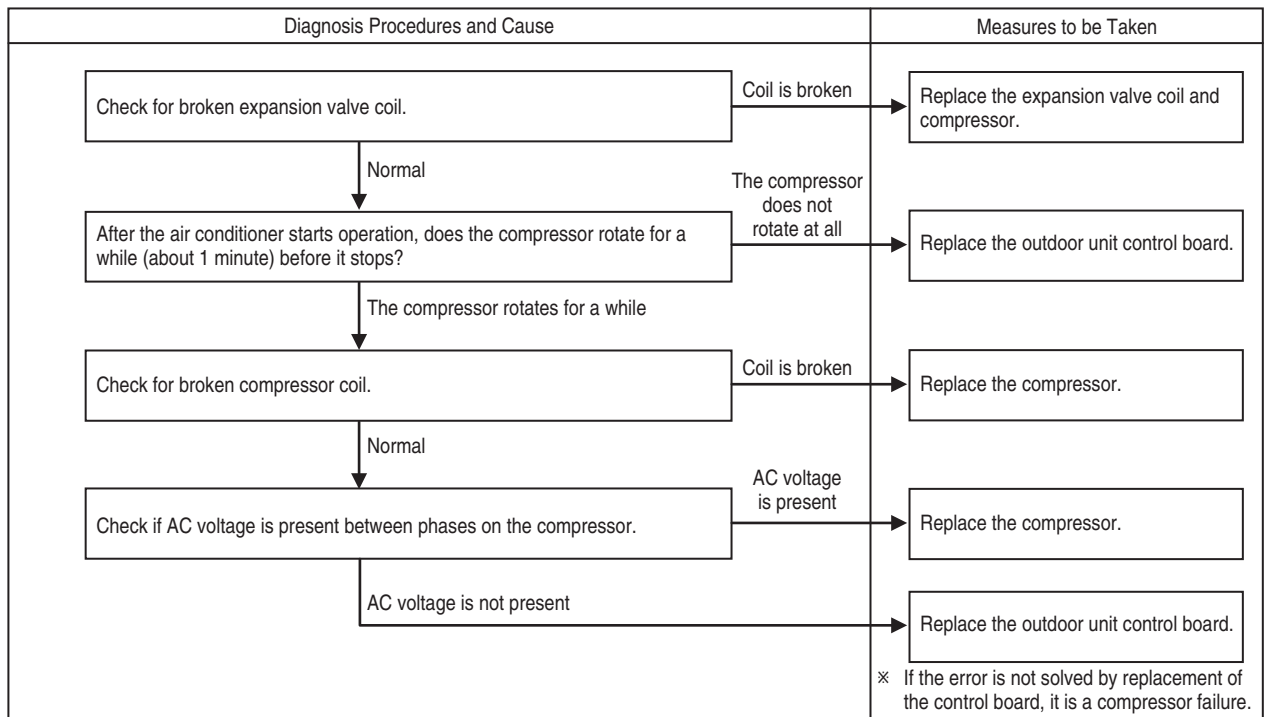 Diagnosis Procedures and Cause
Measures to be Taken
Check for broken expansion valve coil.
Coil is broken
Replace the expansion valve coil and
compressor.
Normal
After the air conditioner starts operation, does the compressor rotate for a
while (about 1 minute) before it stops?
The compressor
does not
rotate at all
Replace the outdoor unit control board.
The compressor rotates for a while
Check for broken compressor coil.
Coil is broken
Replace the compressor.
Normal
Check if AC voltage is present between phases on the compressor.
AC voltage
is present
Replace the compressor.
AC voltage is not present
Replace the outdoor unit control board.
※ If the error is not solved by replacement of
the control board, it is a compressor failure.